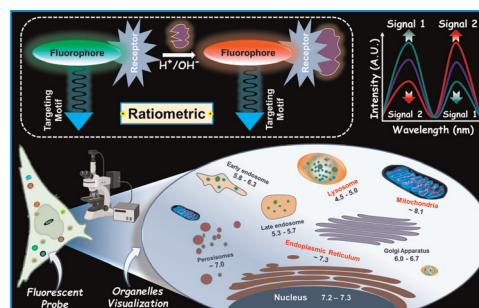 Fluorophore
Receptor
H⁺/OH⁻
Fluorophore
Receptor
Targeting
Motif
Ratiometric
Targeting
Motif
Signal 1
Signal 2
Intensity (A.U.)
Signal 2
Signal 1
Wavelength (nm)
Early endosome
5.8 - 6.3
Lysosoma
4.5 - 5.0
Mitochondria
~ 8.1
Late endosome
5.3 - 5.7
Peroxisomes
~ 7.0
Endoplasmic Reticulum
~ 7.3
Golgi Apparatus
6.0 - 6.7
Fluorescent
Probe
Organelles
Visualization
Nucleus 7.2 – 7.3